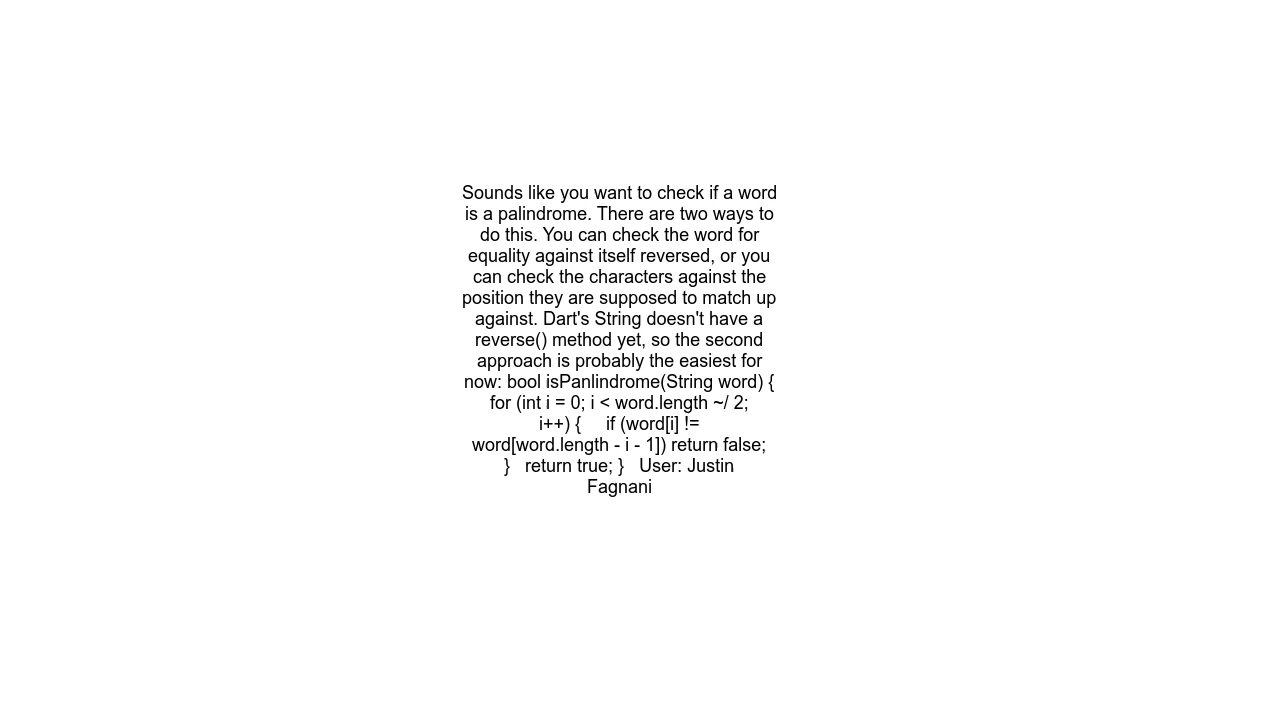 Sounds like you want to check if a word
is a palindrome. There are two ways to
do this. You can check the word for
equality against itself reversed, or you
can check the characters against the
position they are supposed to match up
against. Dart's String doesn't have a
reverse() method yet, so the second
approach is probably the easiest for
now: bool isPanlindrome(String word) {
for (int i = 0; i < word.length ~/ 2;
i++) {     if (word[i] !=
word[word.length - i - 1]) return false;
}   return true; }   User: Justin
Fagnani